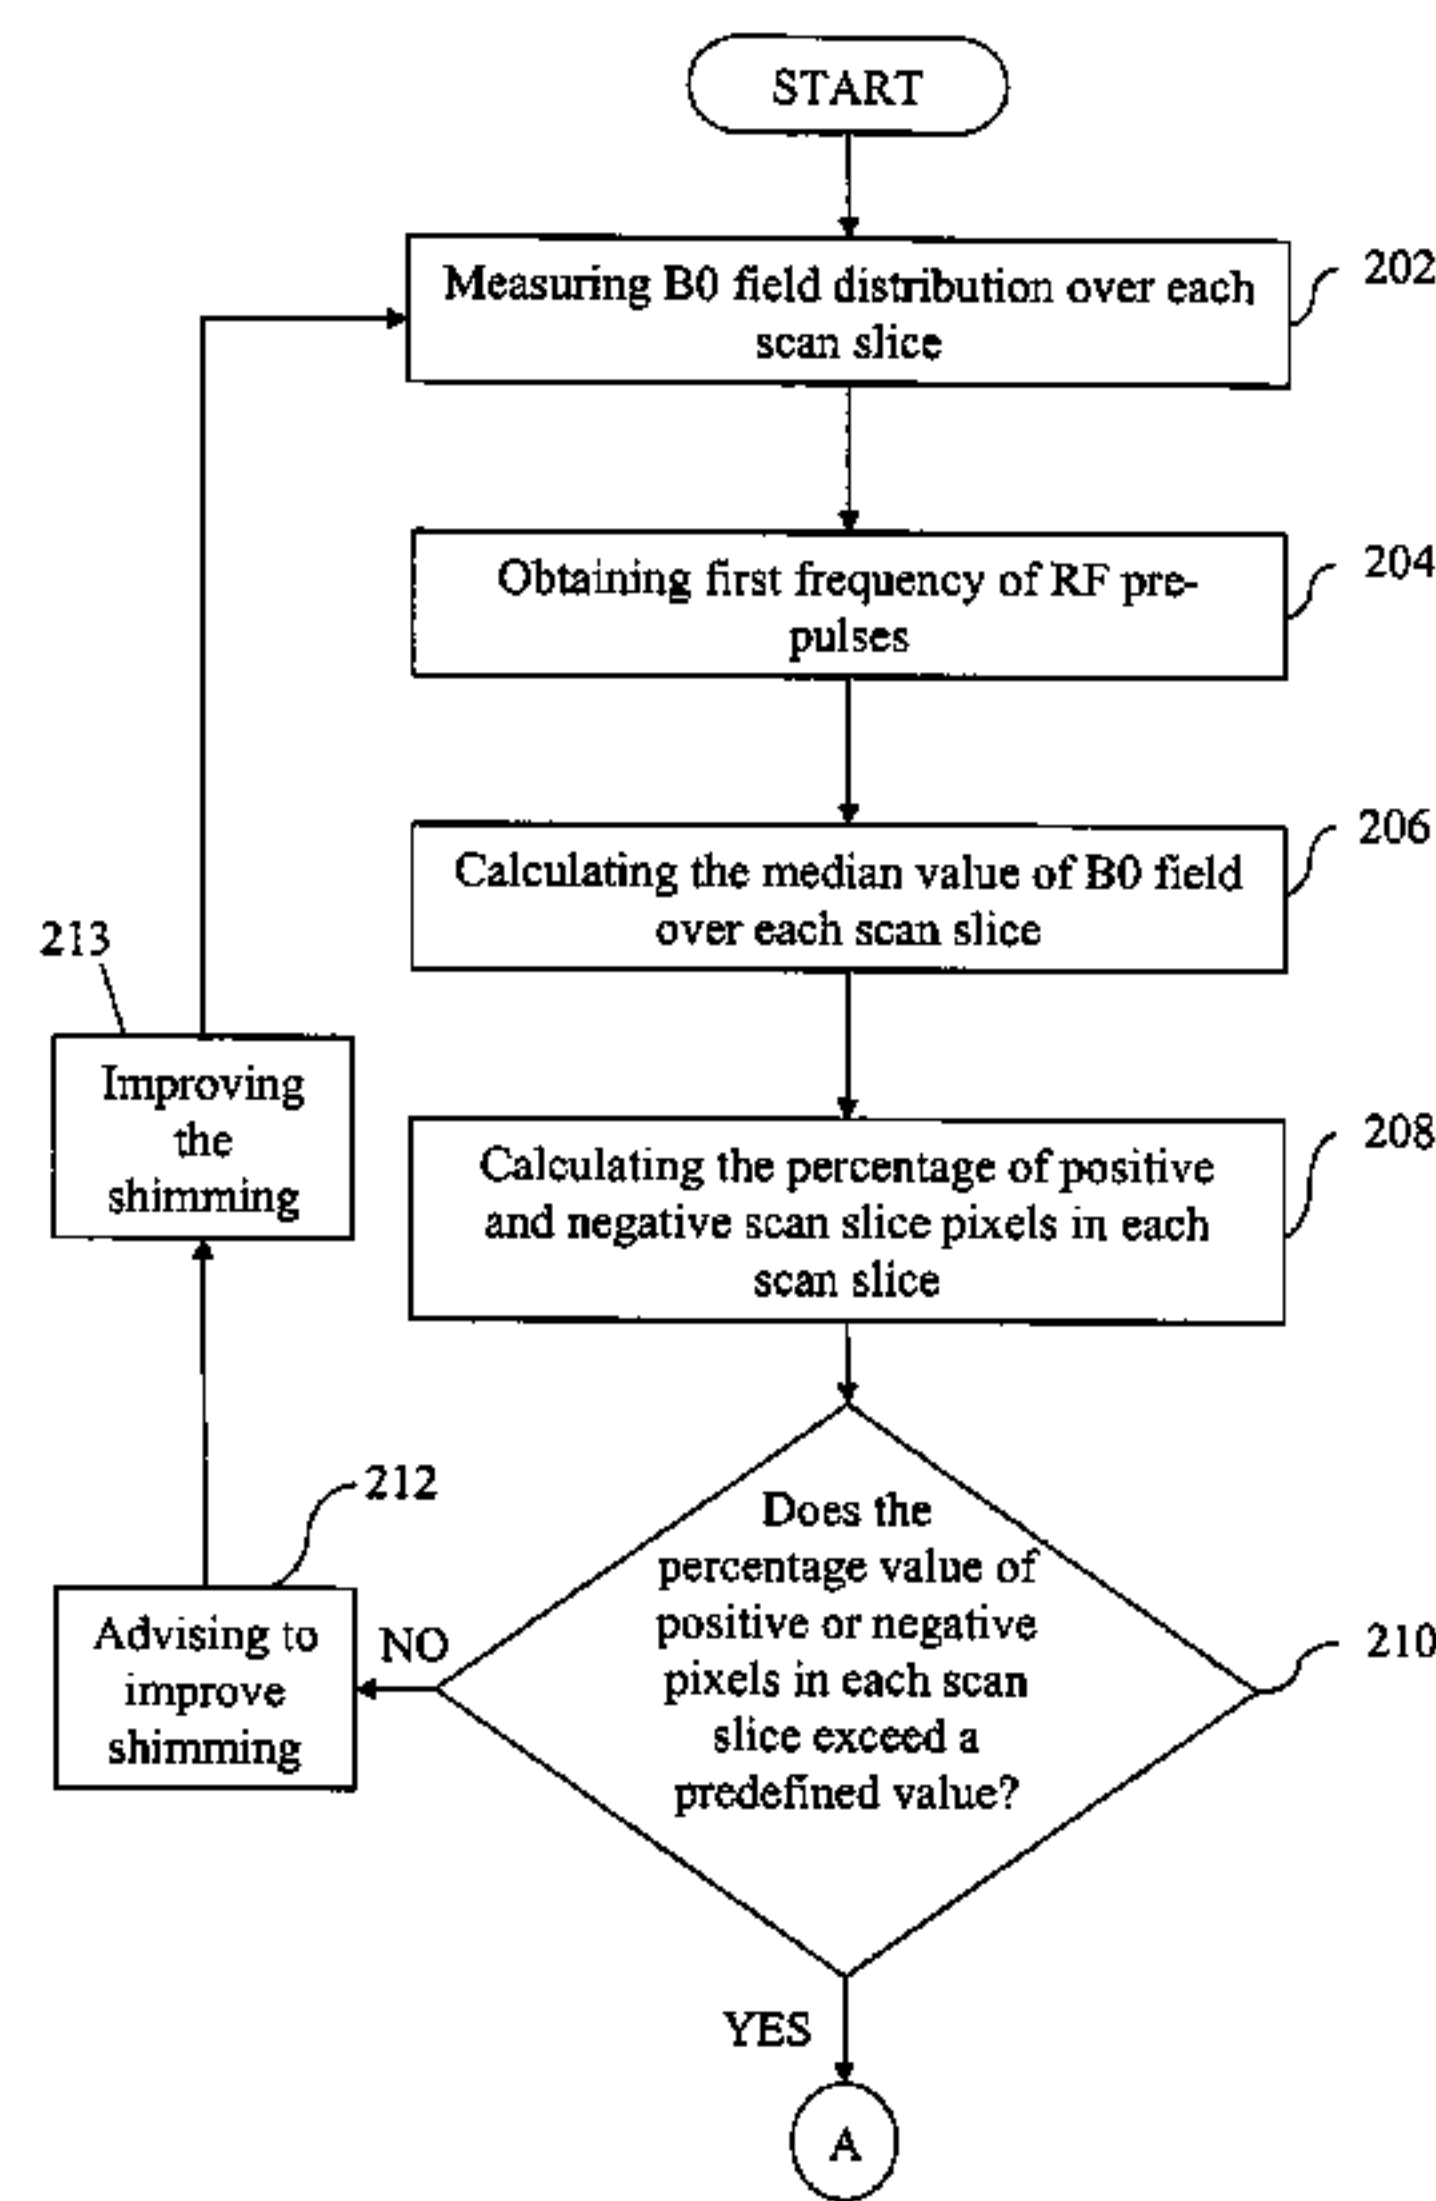 START
Measuring B0 field distribution over each
scan slice
202
Obtaining first frequency of RF pre-
pulses
204
Calculating the median value of B0 field
over each scan slice
206
213
Improving
the
shimming
Calculating the percentage of positive
and negative scan slice pixels in each
scan slice
208
212
Advising to
improve
shimming
NO
Does the
percentage value of
positive or negative
pixels in each scan
slice exceed a
predefined value?
210
YES
A